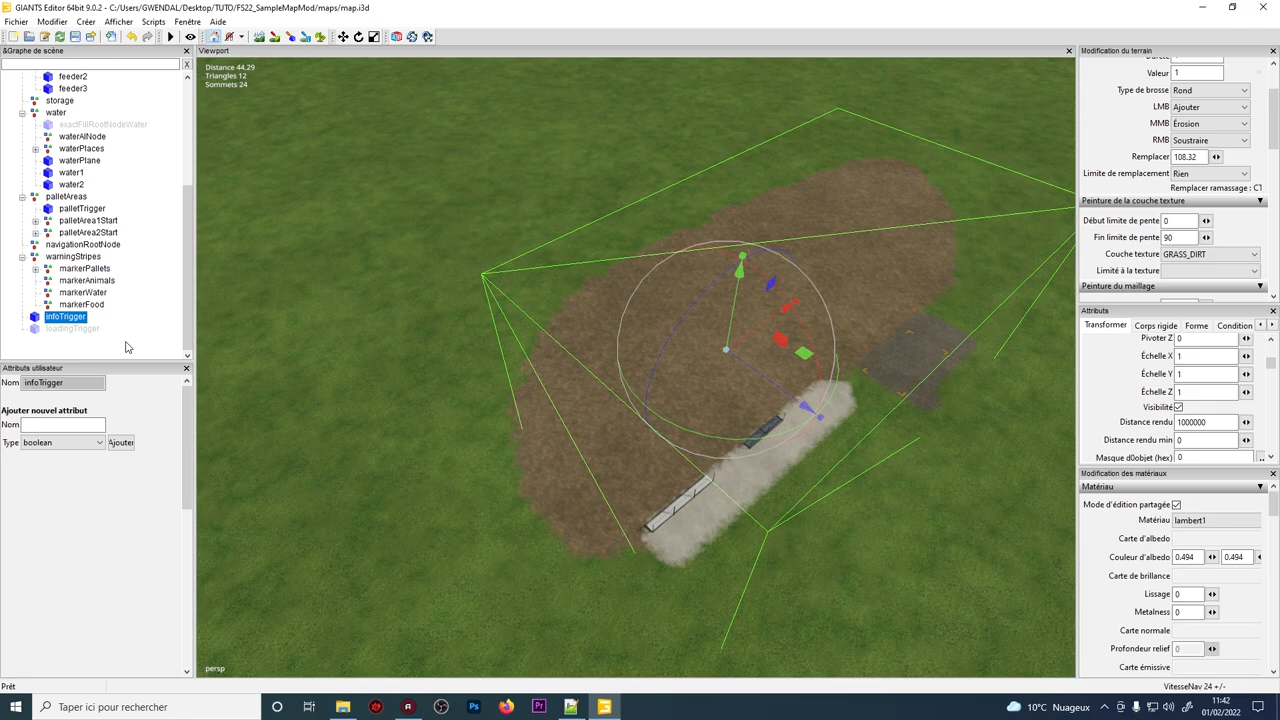 GIANTS Editor 64bit 9.0.2 - C:/Users/GWENDAL/Desktop/TUTO/FS22_SampleMapMod/maps/map.i3d
Fichier Modifier Créer Afficher Scripts Fenêtre Aide
&Graphe de scène
Viewport
Modification du terrain
feeder2
feeder3
storage
water
exactFillRootNodeWater
waterAINode
waterPlaces
waterPlane
water1
water2
palletAreas
palletTrigger
palletArea1Start
palletArea2Start
navigationRootNode
warningStripes
markerPallets
markerAnimals
markerWater
markerFood
infoTrigger
loadingTrigger
Attributs utilisateur
Nom infoTrigger
Ajouter nouvel attribut
Nom
Type boolean Ajouter
Distance 44.29
Triangles 12
Sommets 24
persp
Valeur 1
Type de brosse Rond
LMB Ajouter
MMB Érosion
RMB Soustraire
Remplacer 108.32
Limite de remplacement Rien
Remplacer ramassage : CT
Peinture de la couche texture
Début limite de pente 0
Fin limite de pente 90
Couche texture GRASS_DIRT
Limité à la texture
Peinture du maillage
Attributs
Transformer Corps rigide Forme Condition
Pivoter Z 0
Échelle X 1
Échelle Y 1
Échelle Z 1
Visibilité
Distance rendu 1000000
Distance rendu min 0
Masque d0objet (hex) 0
Modification des matériaux
Matériau
Mode d'édition partagée
Matériau lambert1
Carte d'albedo
Couleur d'albedo 0.494 0.494
Carte de brillance
Lissage 0
Metalness 0
Carte normale
Profondeur relief 0
Carte émissive
Prêt
VitesseNav 24 +/-
Taper ici pour rechercher
10°C Nuageux
11:42
01/02/2022